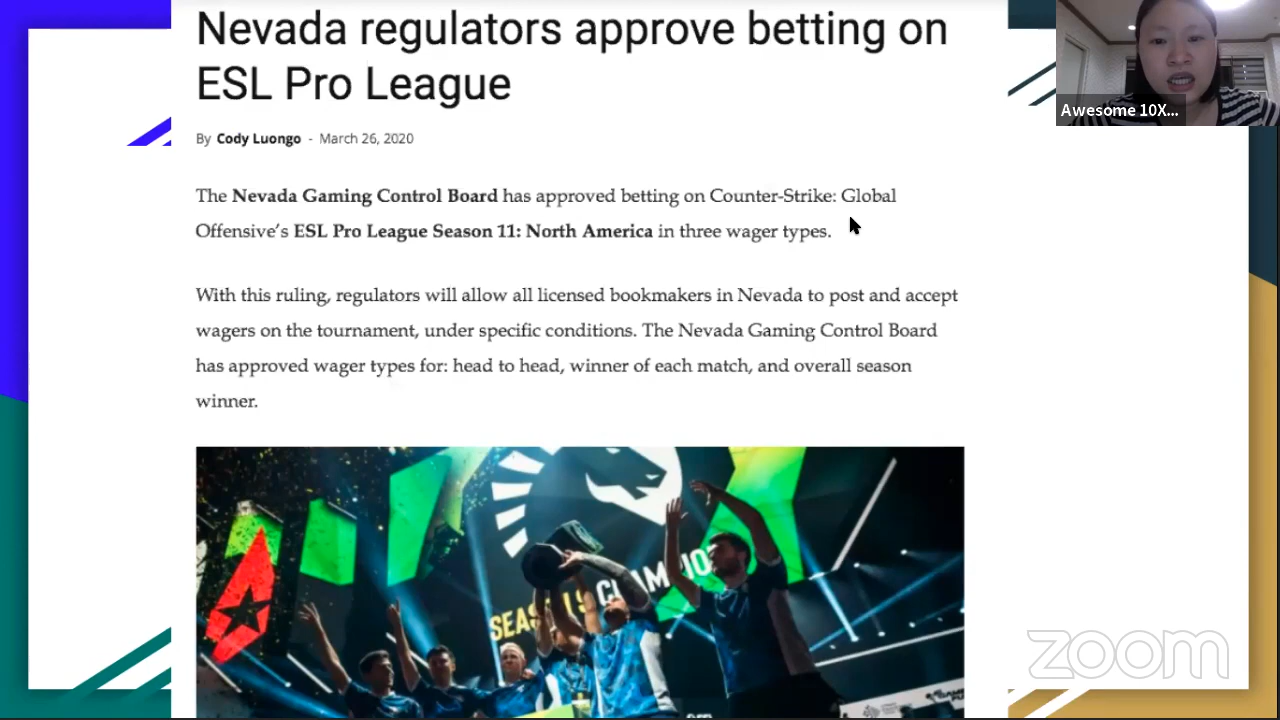 Nevada regulators approve betting on
ESL Pro League
Awesome 10X...
By Cody Luongo - March 26, 2020
The Nevada Gaming Control Board has approved betting on Counter-Strike: Global
Offensive’s ESL Pro League Season 11: North America in three wager types.
With this ruling, regulators will allow all licensed bookmakers in Nevada to post and accept
wagers on the tournament, under specific conditions. The Nevada Gaming Control Board
has approved wager types for: head to head, winner of each match, and overall season
winner.
zoom